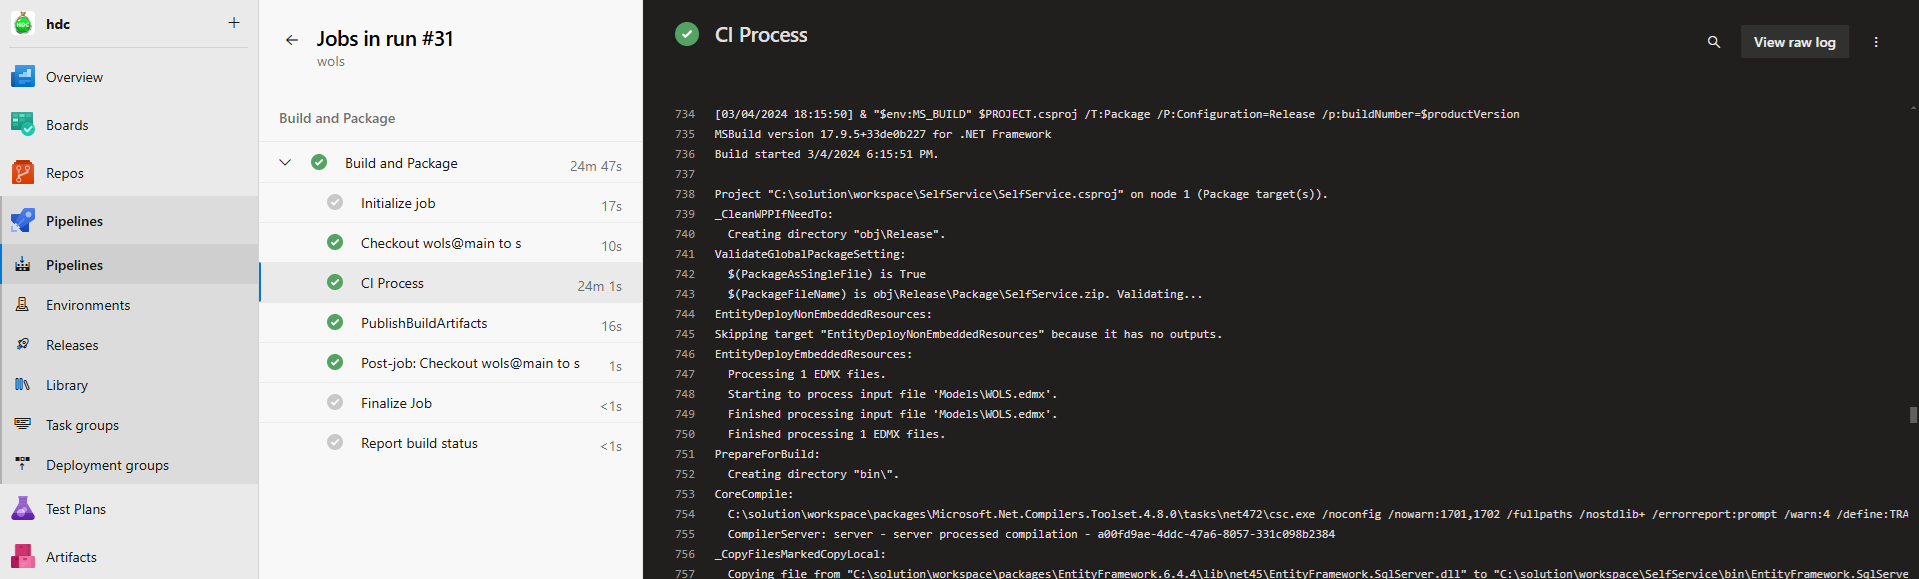 hdc
+
Overview
Boards
Repos
Pipelines
Pipelines
Environments
Releases
Library
Task groups
Deployment groups
Test Plans
Artifacts
Jobs in run #31
wols
Build and Package
Build and Package 24m 47s
Initialize job 17s
Checkout wols@main to s 10s
CI Process 24m 1s
PublishBuildArtifacts 16s
Post-job: Checkout wols@main to s 1s
Finalize Job <1s
Report build status <1s
CI Process
View raw log
734 [03/04/2024 18:15:50] & "$env:MS_BUILD" $PROJECT.csproj /T:Package /P:Configuration=Release /p:buildNumber=$productVersion
735 MSBuild version 17.9.5+33de0b227 for .NET Framework
736 Build started 3/4/2024 6:15:51 PM.
737
738 Project "C:\solution\workspace\SelfService\SelfService.csproj" on node 1 (Package target(s)).
739 _CleanWPPIfNeedTo:
740 Creating directory "obj\Release".
741 ValidateGlobalPackageSetting:
742 $(PackageAsSingleFile) is True
743 $(PackageFileName) is obj\Release\Package\SelfService.zip. Validating...
744 EntityDeployNonEmbeddedResources:
745 Skipping target "EntityDeployNonEmbeddedResources" because it has no outputs.
746 EntityDeployEmbeddedResources:
747 Processing 1 EDMX files.
748 Starting to process input file 'Models\WOLS.edmx'.
749 Finished processing input file 'Models\WOLS.edmx'.
750 Finished processing 1 EDMX files.
751 PrepareForBuild:
752 Creating directory "bin\".
753 CoreCompile:
754 C:\solution\workspace\packages\Microsoft.Net.Compilers.Toolset.4.8.0\tasks\net472\csc.exe /noconfig /nowarn:1701,1702 /fullpaths /nostdlib+ /errorreport:prompt /warn:4 /define:TRA
755 CompilerServer: server - server processed compilation - a00fd9ae-4ddc-47a6-8057-331c098b2384
756 _CopyFilesMarkedCopyLocal:
757 Copying file from "C:\solution\workspace\packages\EntityFramework.6.4.4\lib\net45\EntityFramework.SqlServer.dll" to "C:\solution\workspace\SelfService\bin\EntityFramework.SqlServe